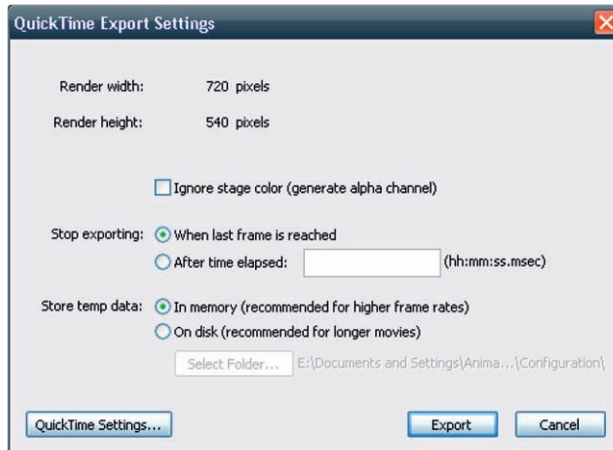 QuickTime Export Settings
Render width: 720 pixels
Render height: 540 pixels
Ignore stage color (generate alpha channel)
Stop exporting: When last frame is reached
After time elapsed: (hh:mm:ss.msec)
Store temp data: In memory (recommended for higher frame rates)
On disk (recommended for longer movies)
Select Folder... E:\Documents and Settings\Anima...\Configuration\
QuickTime Settings... Export Cancel